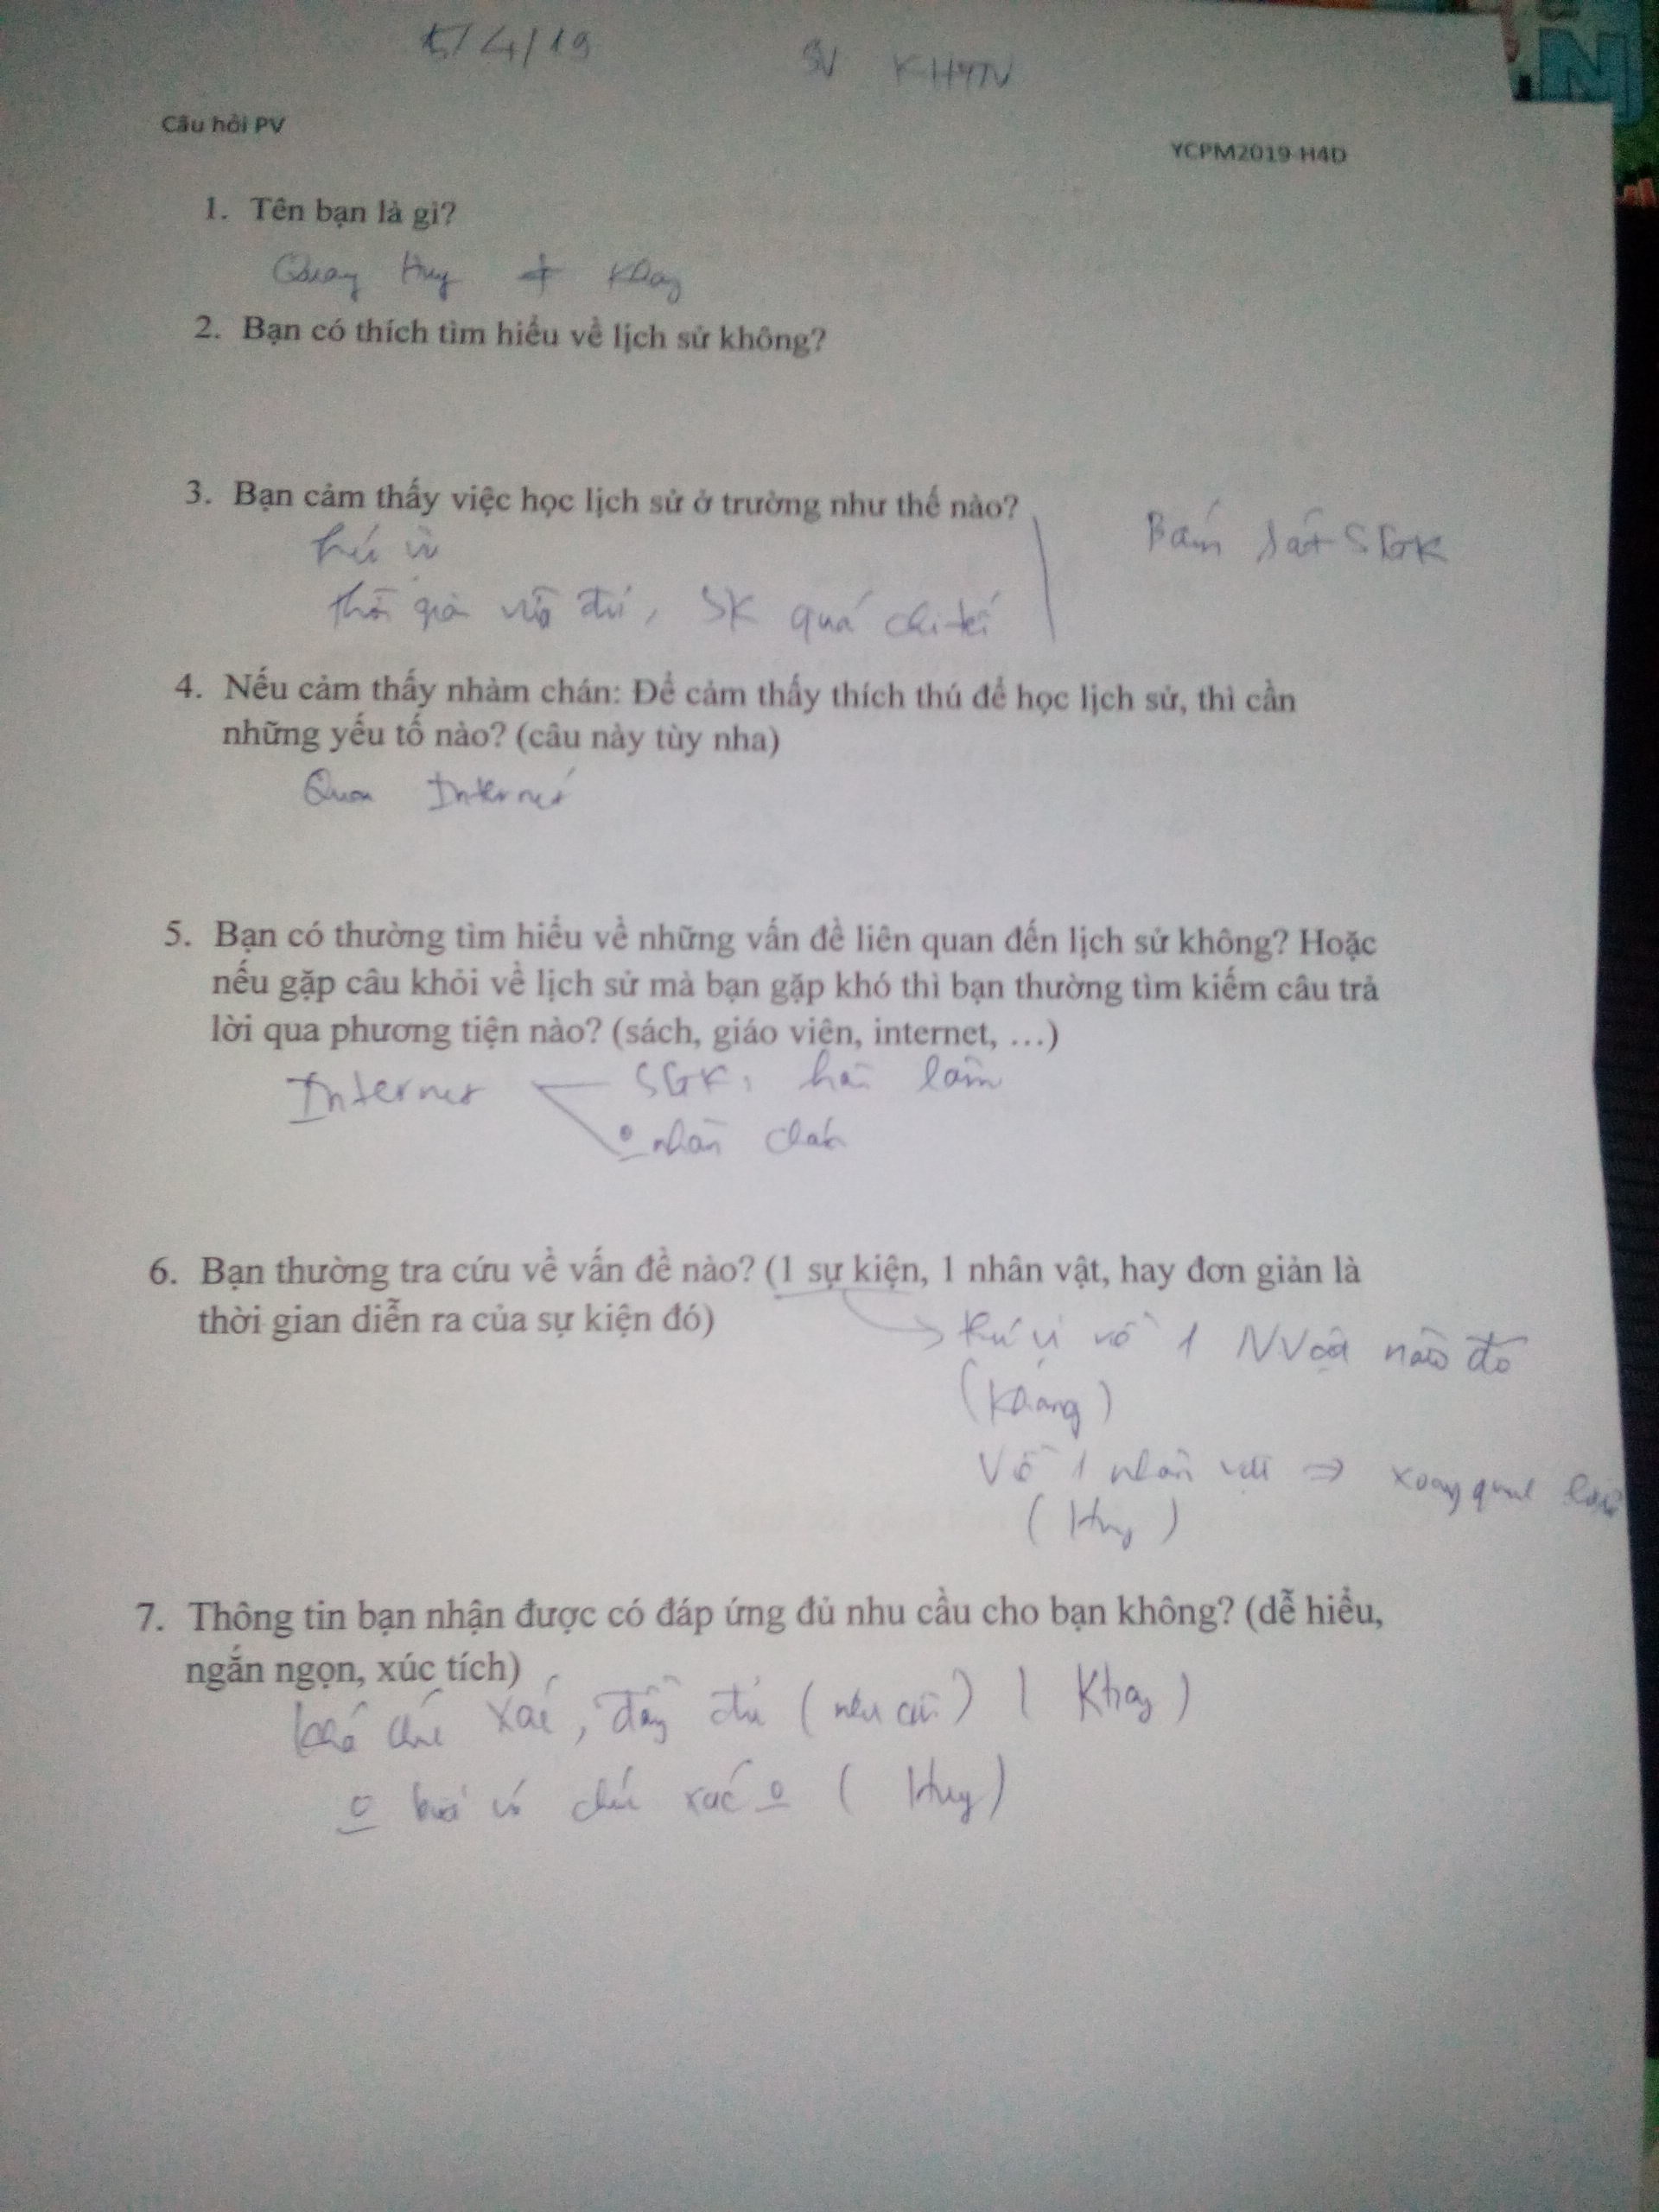 5/4/19 SV KHTN
Câu hỏi PV
YCPM2019-H4D
1. Tên bạn là gì?
Quang Huy + Khang
2. Bạn có thích tìm hiểu về lịch sử không?
3. Bạn cảm thấy việc học lịch sử ở trường như thế nào?
thú vị
Bám sát SGK
SK quá chi tiết
4. Nếu cảm thấy nhàm chán: Để cảm thấy thích thú để học lịch sử, thì cần
những yếu tố nào? (câu này tùy nha)
Qua Internet
5. Bạn có thường tìm hiểu về những vấn đề liên quan đến lịch sử không? Hoặc
nếu gặp câu khỏi về lịch sử mà bạn gặp khó thì bạn thường tìm kiếm câu trả
lời qua phương tiện nào? (sách, giáo viên, internet, …)
Internet SGK, hàn lâm
nhàm chán
6. Bạn thường tra cứu về vấn đề nào? (1 sự kiện, 1 nhân vật, hay đơn giản là
thời gian diễn ra của sự kiện đó)
→ thú vị về 1 NVật nào đó
(Khang)
Về 1 nhân vật ⇒ xoay quanh
(Huy)
7. Thông tin bạn nhận được có đáp ứng đủ nhu cầu cho bạn không? (dễ hiểu,
ngắn ngọn, xúc tích)
khá chính xác, đầy đủ (nhu cầu) (Khang)
chính xác (Huy)